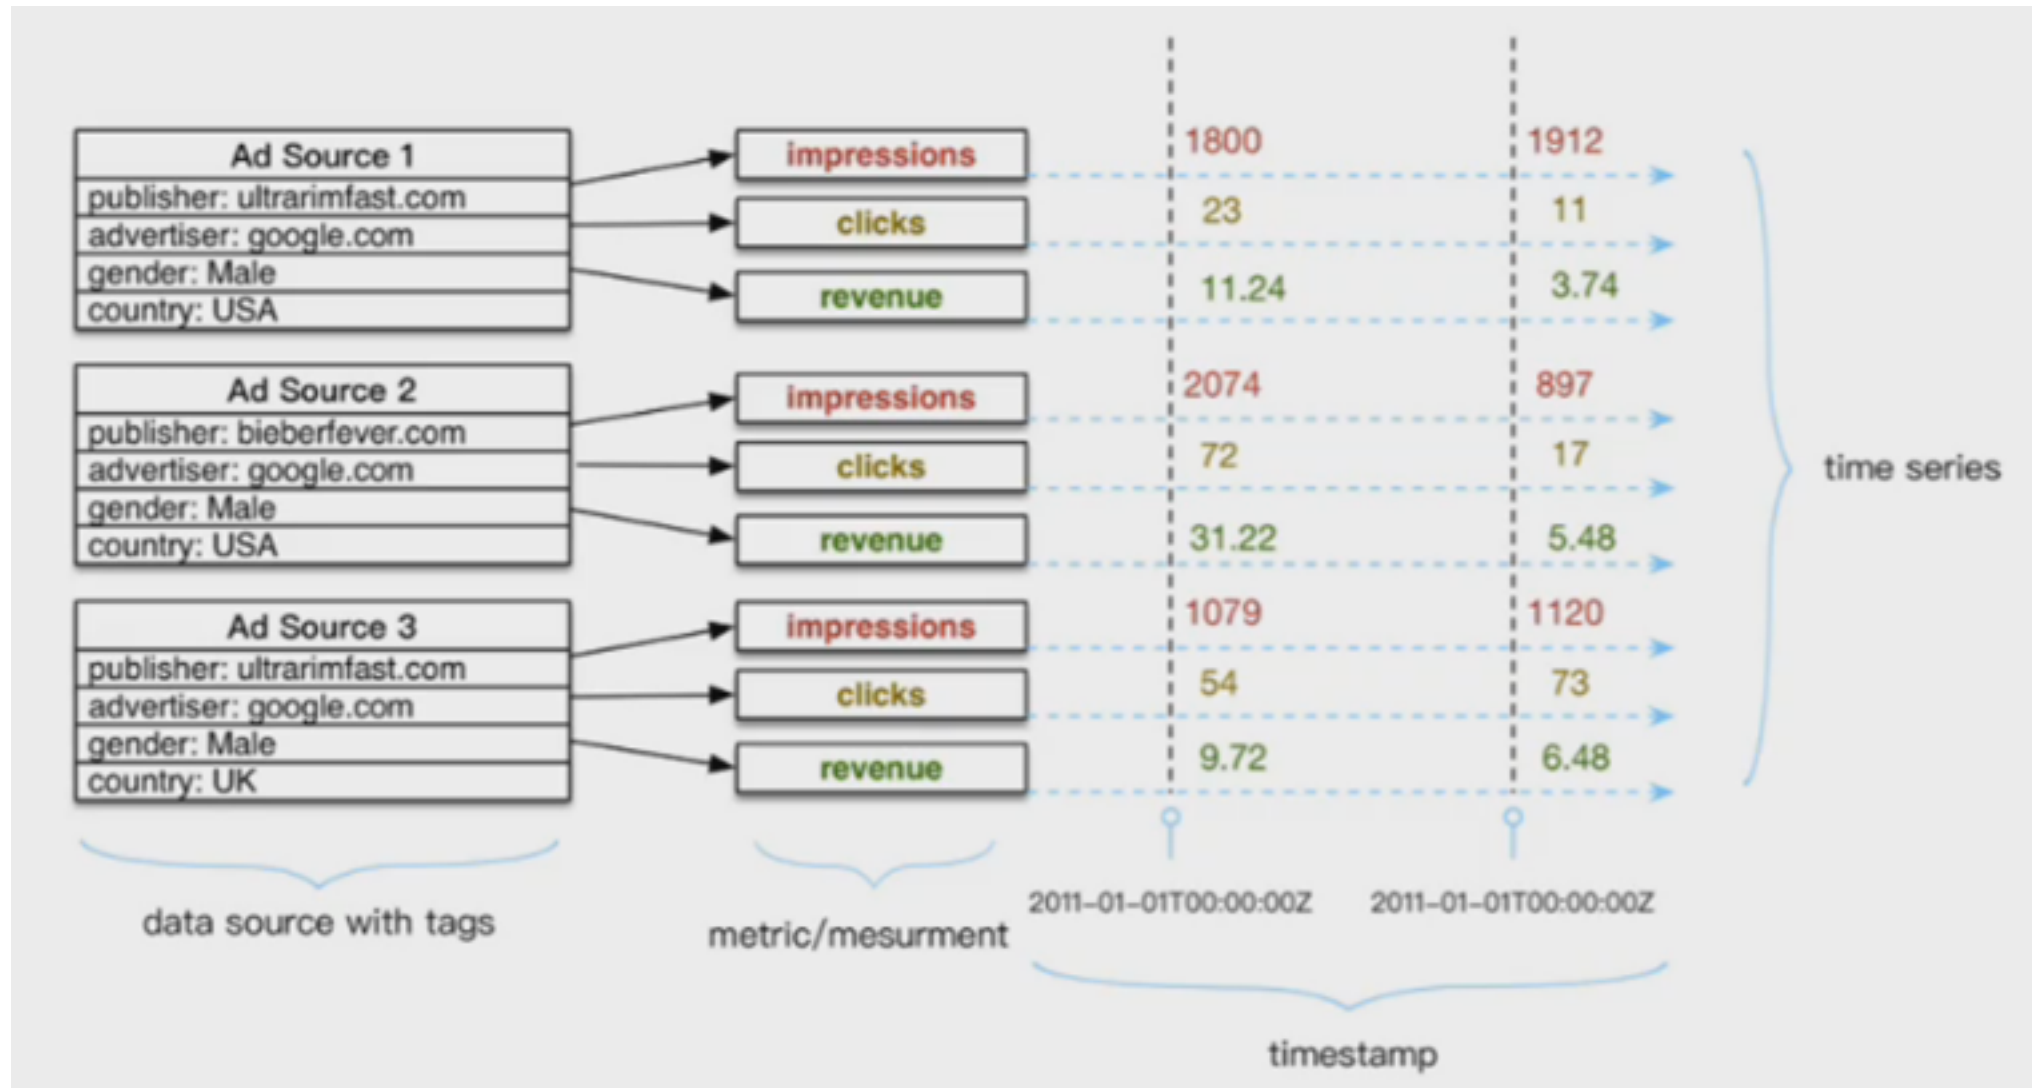 Ad Source 1
publisher: ultrarimfast.com
advertiser: google.com
gender: Male
country: USA
impressions
clicks
revenue
1800
1912
23
11
11.24
3.74
Ad Source 2
publisher: bieberfever.com
advertiser: google.com
gender: Male
country: USA
impressions
clicks
revenue
2074
897
72
17
31.22
5.48
Ad Source 3
publisher: ultrarimfast.com
advertiser: google.com
gender: Male
country: UK
impressions
clicks
revenue
1079
1120
54
73
9.72
6.48
time series
data source with tags
metric/mesurment
2011-01-01T00:00:00Z
2011-01-01T00:00:00Z
timestamp